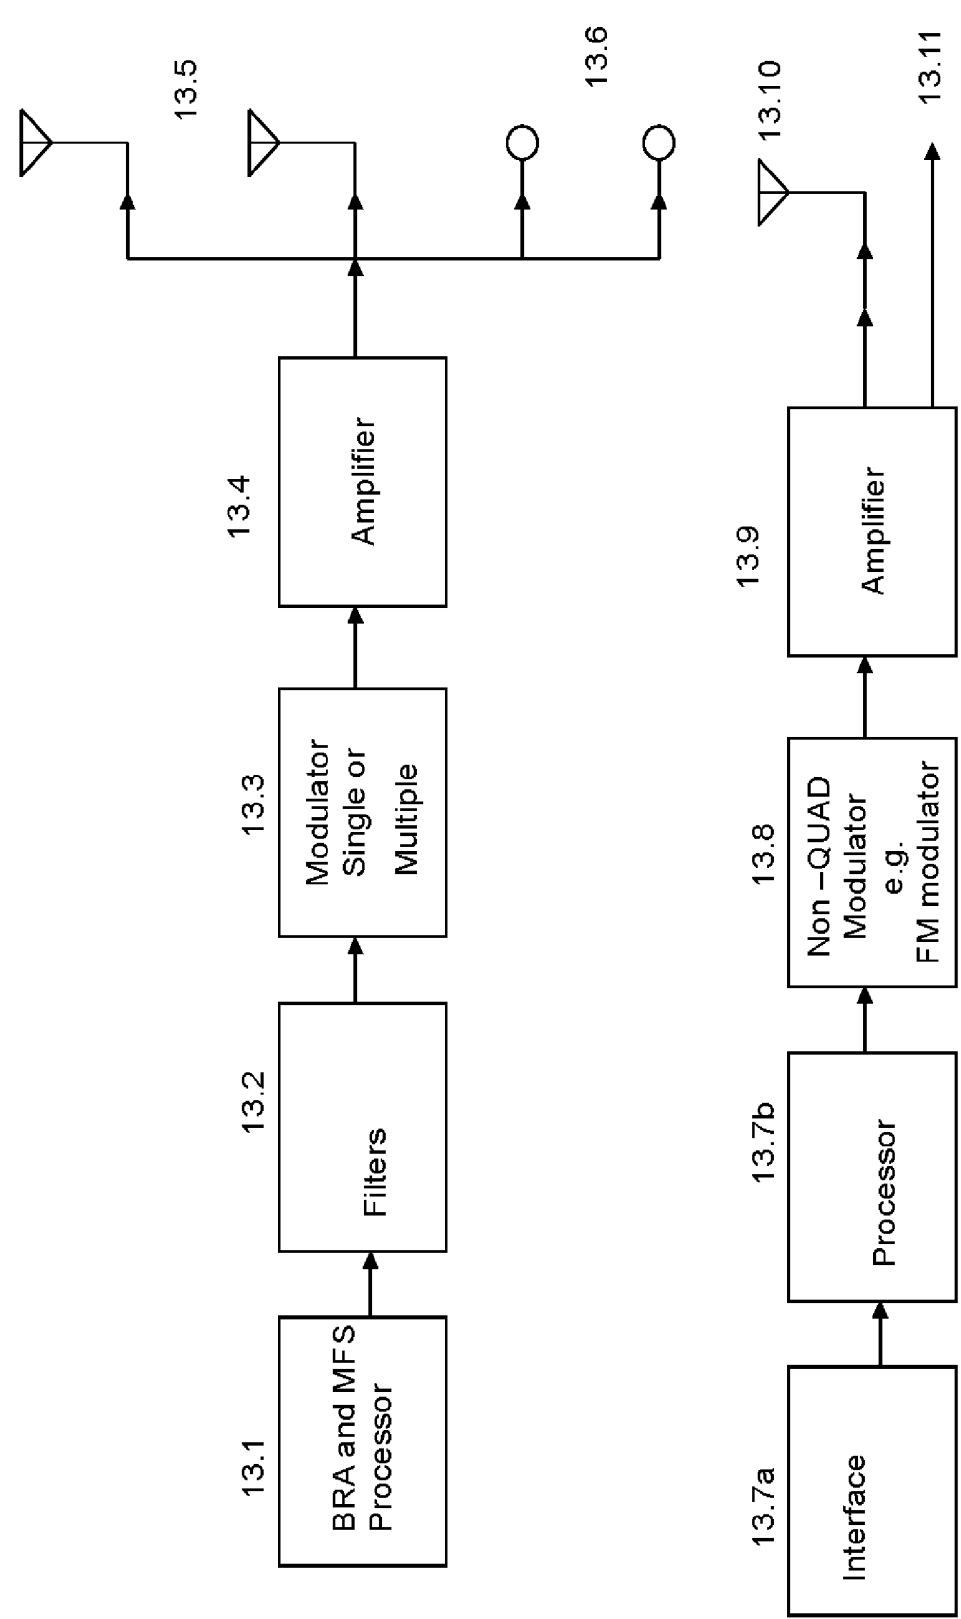 13.1
BRA and MFS
Processor
13.2
Filters
13.3
Modulator
Single or
Multiple
13.4
Amplifier
13.5
13.6
13.7a
Interface
13.7b
Processor
13.8
Non –QUAD
Modulator
e.g.
FM modulator
13.9
Amplifier
13.10
13.11